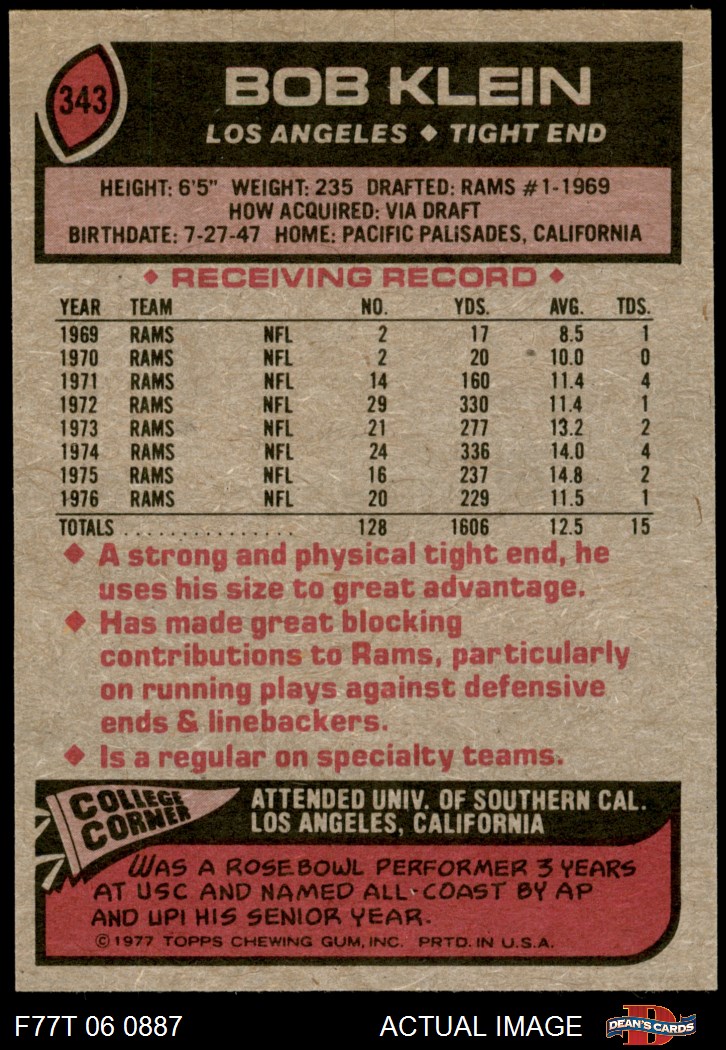 343
BOB KLEIN
LOS ANGELES ♦ TIGHT END
HEIGHT: 6'5" WEIGHT: 235 DRAFTED: RAMS #1-1969
HOW ACQUIRED: VIA DRAFT
BIRTHDATE: 7-27-47 HOME: PACIFIC PALISADES, CALIFORNIA
♦ RECEIVING RECORD ♦
YEAR TEAM NO. YDS. AVG. TDS.
1969 RAMS NFL 2 17 8.5 1
1970 RAMS NFL 2 20 10.0 0
1971 RAMS NFL 14 160 11.4 4
1972 RAMS NFL 29 330 11.4 1
1973 RAMS NFL 21 277 13.2 2
1974 RAMS NFL 24 336 14.0 4
1975 RAMS NFL 16 237 14.8 2
1976 RAMS NFL 20 229 11.5 1
TOTALS ................ 128 1606 12.5 15
♦ A strong and physical tight end, he
uses his size to great advantage.
♦ Has made great blocking
contributions to Rams, particularly
on running plays against defensive
ends & linebackers.
♦ Is a regular on specialty teams.
COLLEGE
CORNER
ATTENDED UNIV. OF SOUTHERN CAL.
LOS ANGELES, CALIFORNIA
WAS A ROSE BOWL PERFORMER 3 YEARS
AT USC AND NAMED ALL-COAST BY AP
AND UPI HIS SENIOR YEAR.
©1977 TOPPS CHEWING GUM, INC. PRTD. IN U.S.A.
F77T 06 0887 ACTUAL IMAGE
D
DEAN'S CARDS